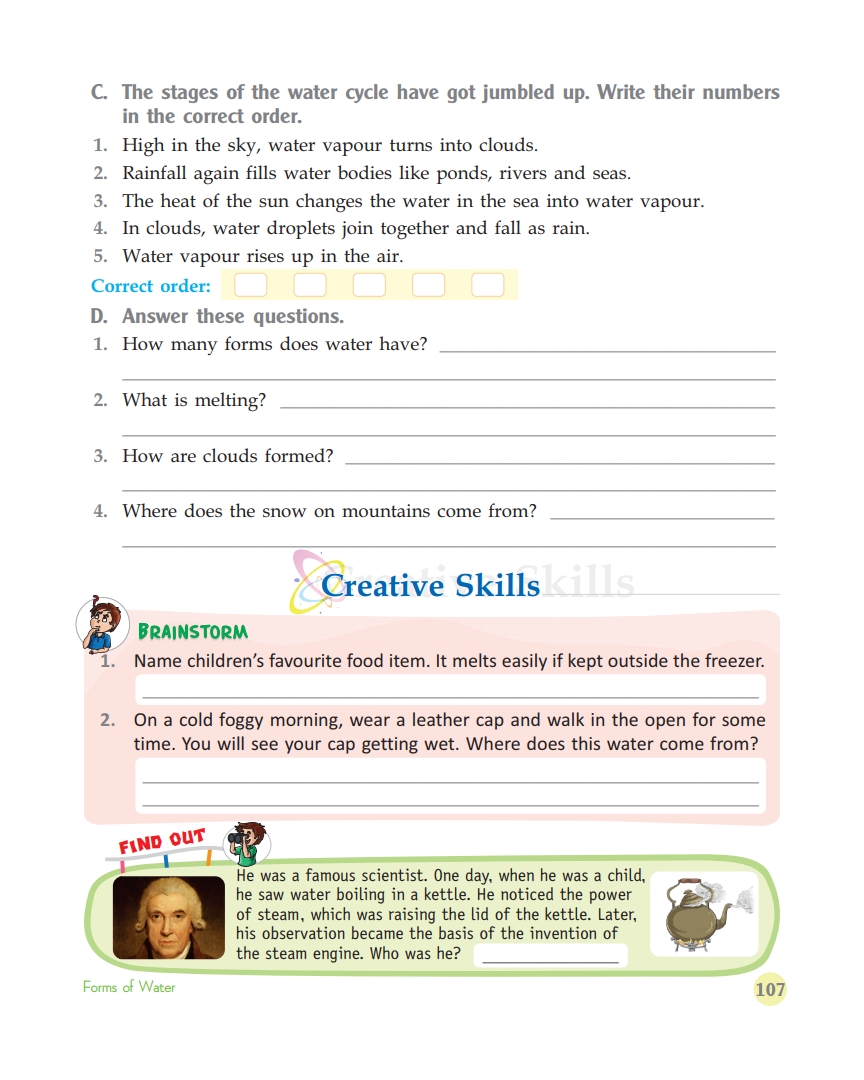 C. The stages of the water cycle have got jumbled up. Write their numbers
in the correct order.
1. High in the sky, water vapour turns into clouds.
2. Rainfall again fills water bodies like ponds, rivers and seas.
3. The heat of the sun changes the water in the sea into water vapour.
4. In clouds, water droplets join together and fall as rain.
5. Water vapour rises up in the air.
Correct order:
D. Answer these questions.
1. How many forms does water have?
2. What is melting?
3. How are clouds formed?
4. Where does the snow on mountains come from?
Creative Skills
BRAINSTORM
1. Name children's favourite food item. It melts easily if kept outside the freezer.
2. On a cold foggy morning, wear a leather cap and walk in the open for some
time. You will see your cap getting wet. Where does this water come from?
FIND OUT
He was a famous scientist. One day, when he was a child,
he saw water boiling in a kettle. He noticed the power
of steam, which was raising the lid of the kettle. Later,
his observation became the basis of the invention of
the steam engine. Who was he?
Forms of Water
107